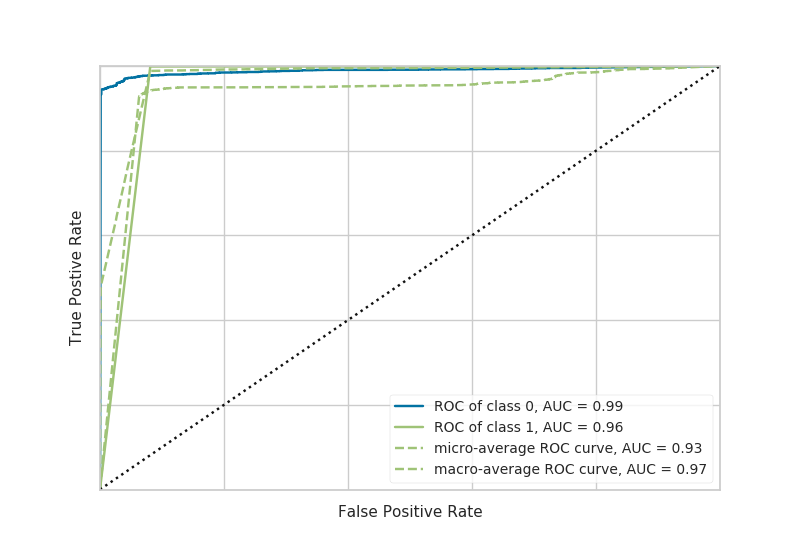 True Postive Rate
ROC of class 0, AUC = 0.99
ROC of class 1, AUC = 0.96
micro-average ROC curve, AUC = 0.93
macro-average ROC curve, AUC = 0.97
False Positive Rate